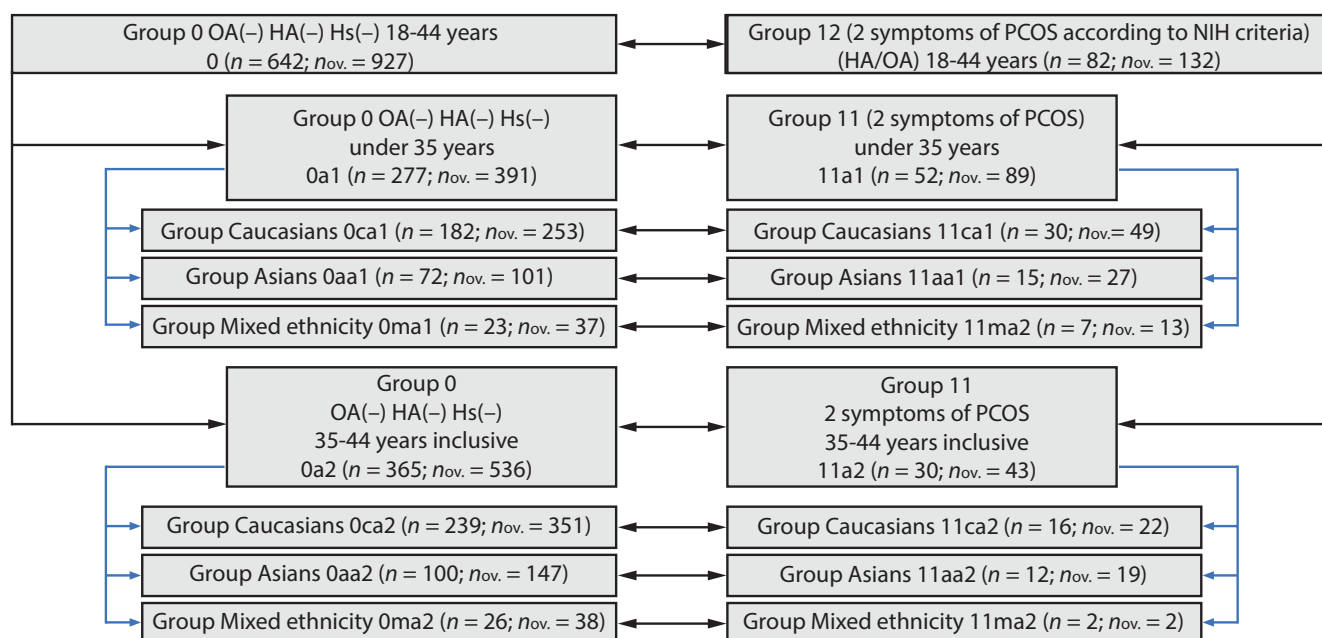 Group 0 OA(–) HA(–) Hs(–) 18-44 years
0 (n = 642; nov. = 927)
Group 12 (2 symptoms of PCOS according to NIH criteria)
(HA/OA) 18-44 years (n = 82; nov. = 132)
Group 0 OA(–) HA(–) Hs(–)
under 35 years
0a1 (n = 277; nov. = 391)
Group 11 (2 symptoms of PCOS)
under 35 years
11a1 (n = 52; nov. = 89)
Group Caucasians 0ca1 (n = 182; nov. = 253)
Group Caucasians 11ca1 (n = 30; nov.= 49)
Group Asians 0aa1 (n = 72; nov. = 101)
Group Asians 11aa1 (n = 15; nov. = 27)
Group Mixed ethnicity 0ma1 (n = 23; nov. = 37)
Group Mixed ethnicity 11ma2 (n = 7; nov. = 13)
Group 0
OA(–) HA(–) Hs(–)
35-44 years inclusive
0a2 (n = 365; nov. = 536)
Group 11
2 symptoms of PCOS
35-44 years inclusive
11a2 (n = 30; nov. = 43)
Group Caucasians 0ca2 (n = 239; nov. = 351)
Group Caucasians 11ca2 (n = 16; nov. = 22)
Group Asians 0aa2 (n = 100; nov. = 147)
Group Asians 11aa2 (n = 12; nov. = 19)
Group Mixed ethnicity 0ma2 (n = 26; nov. = 38)
Group Mixed ethnicity 11ma2 (n = 2; nov. = 2)